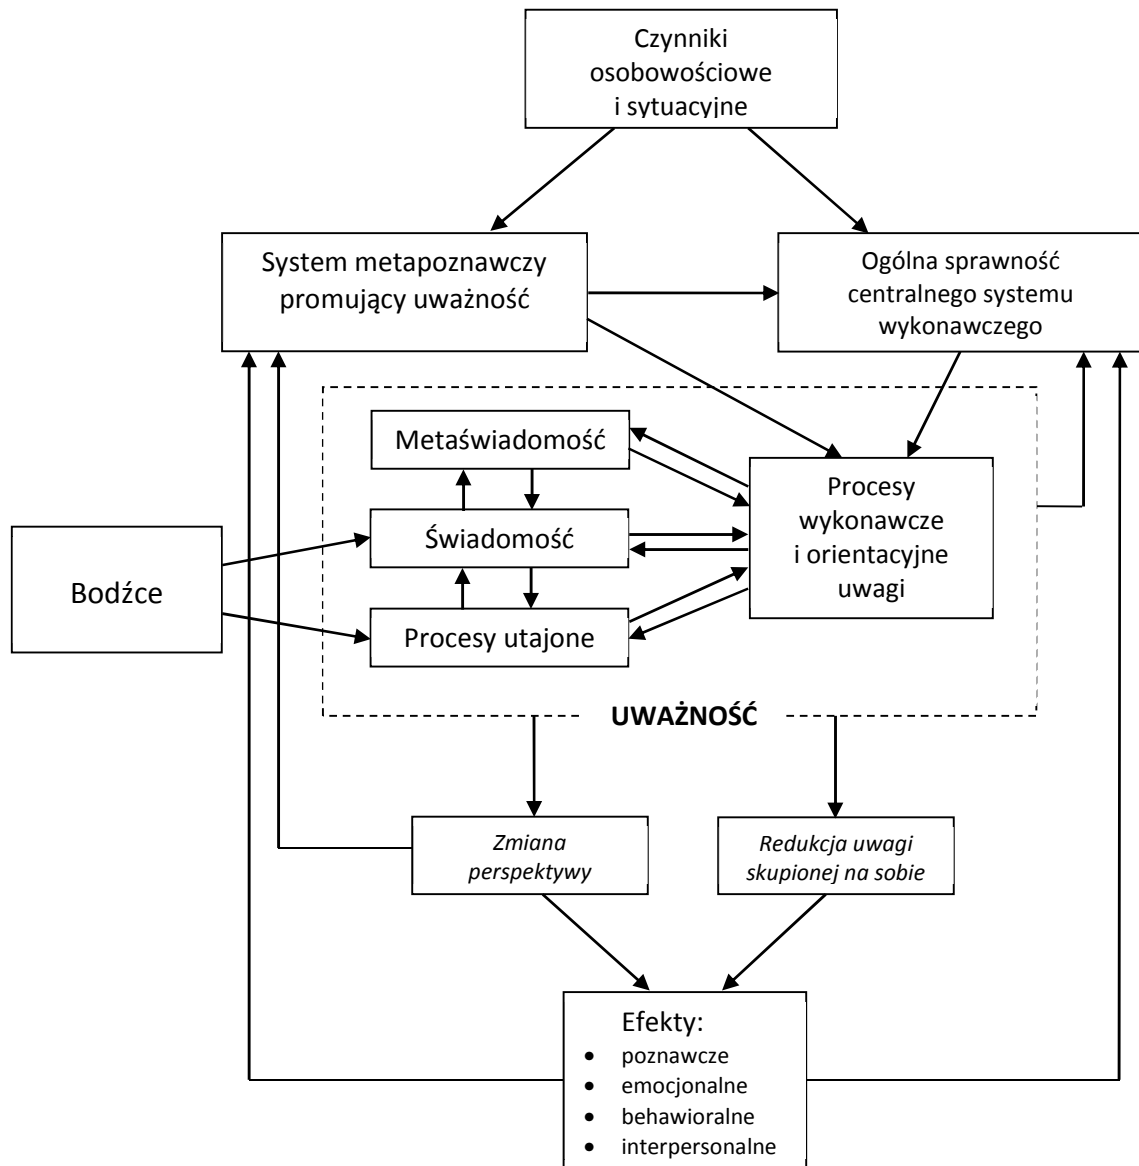 Czynniki
osobowościowe
i sytuacyjne
System metapoznawczy
promujący uważność
Ogólna sprawność
centralnego systemu
wykonawczego
Metaświadomość
Świadomość
Procesy utajone
Procesy
wykonawcze
i orientacyjne
uwagi
Bodźce
UWAŻNOŚĆ
Zmiana
perspektywy
Redukcja uwagi
skupionej na sobie
Efekty:
• poznawcze
• emocjonalne
• behawioralne
• interpersonalne